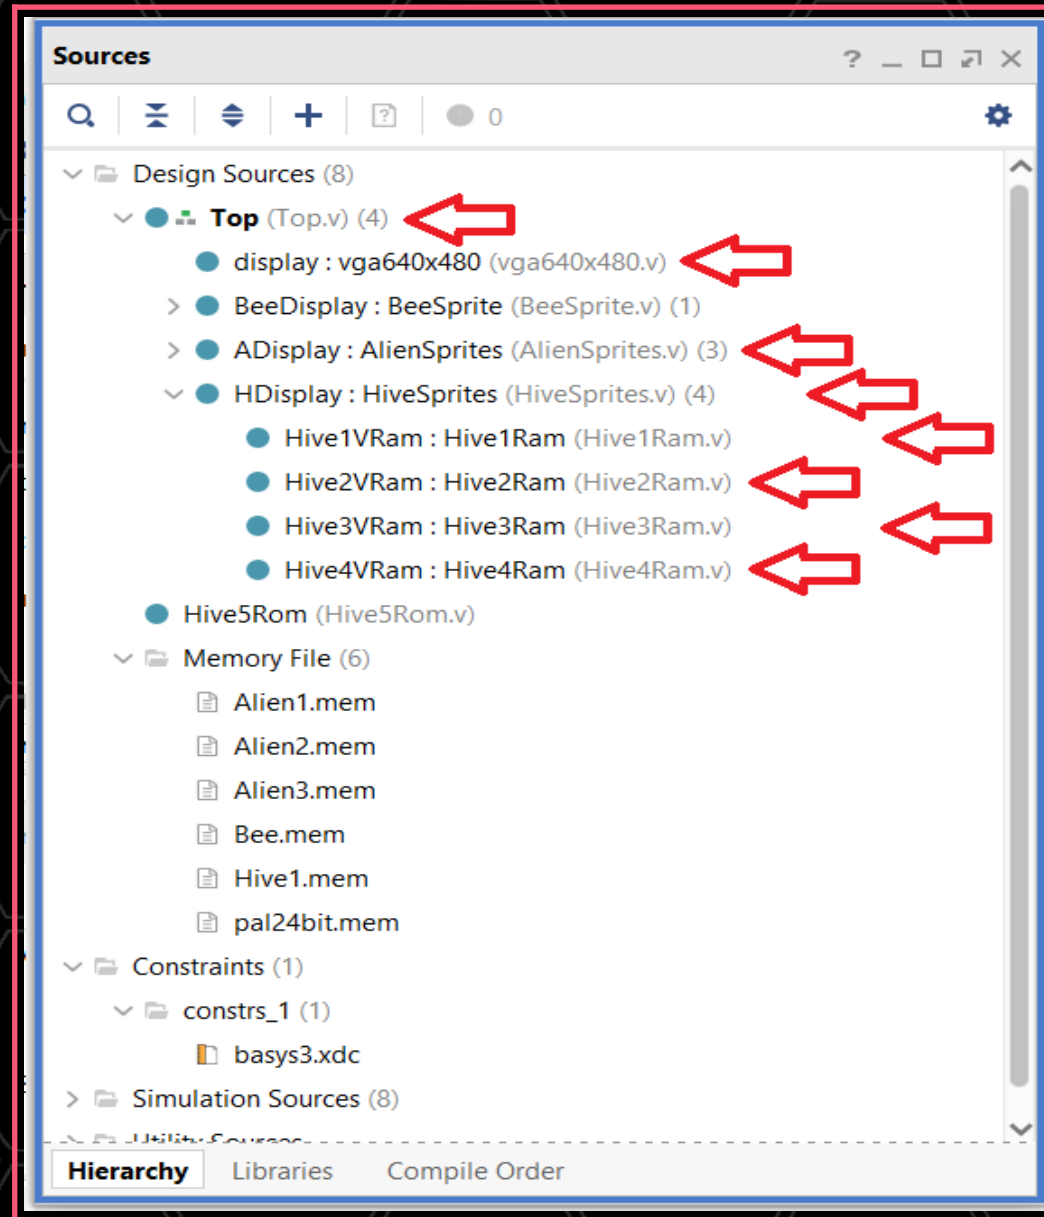 Sources
? 
0
Design Sources (8)
Top (Top.v) (4)
display : vga640x480 (vga640x480.v)
BeeDisplay : BeeSprite (BeeSprite.v) (1)
ADisplay : AlienSprites (AlienSprites.v) (3)
HDisplay : HiveSprites (HiveSprites.v) (4)
Hive1VRam : Hive1Ram (Hive1Ram.v)
Hive2VRam : Hive2Ram (Hive2Ram.v)
Hive3VRam : Hive3Ram (Hive3Ram.v)
Hive4VRam : Hive4Ram (Hive4Ram.v)
Hive5Rom (Hive5Rom.v)
Memory File (6)
Alien1.mem
Alien2.mem
Alien3.mem
Bee.mem
Hive1.mem
pal24bit.mem
Constraints (1)
constrs_1 (1)
basys3.xdc
Simulation Sources (8)
Utility Sources
Hierarchy Libraries Compile Order